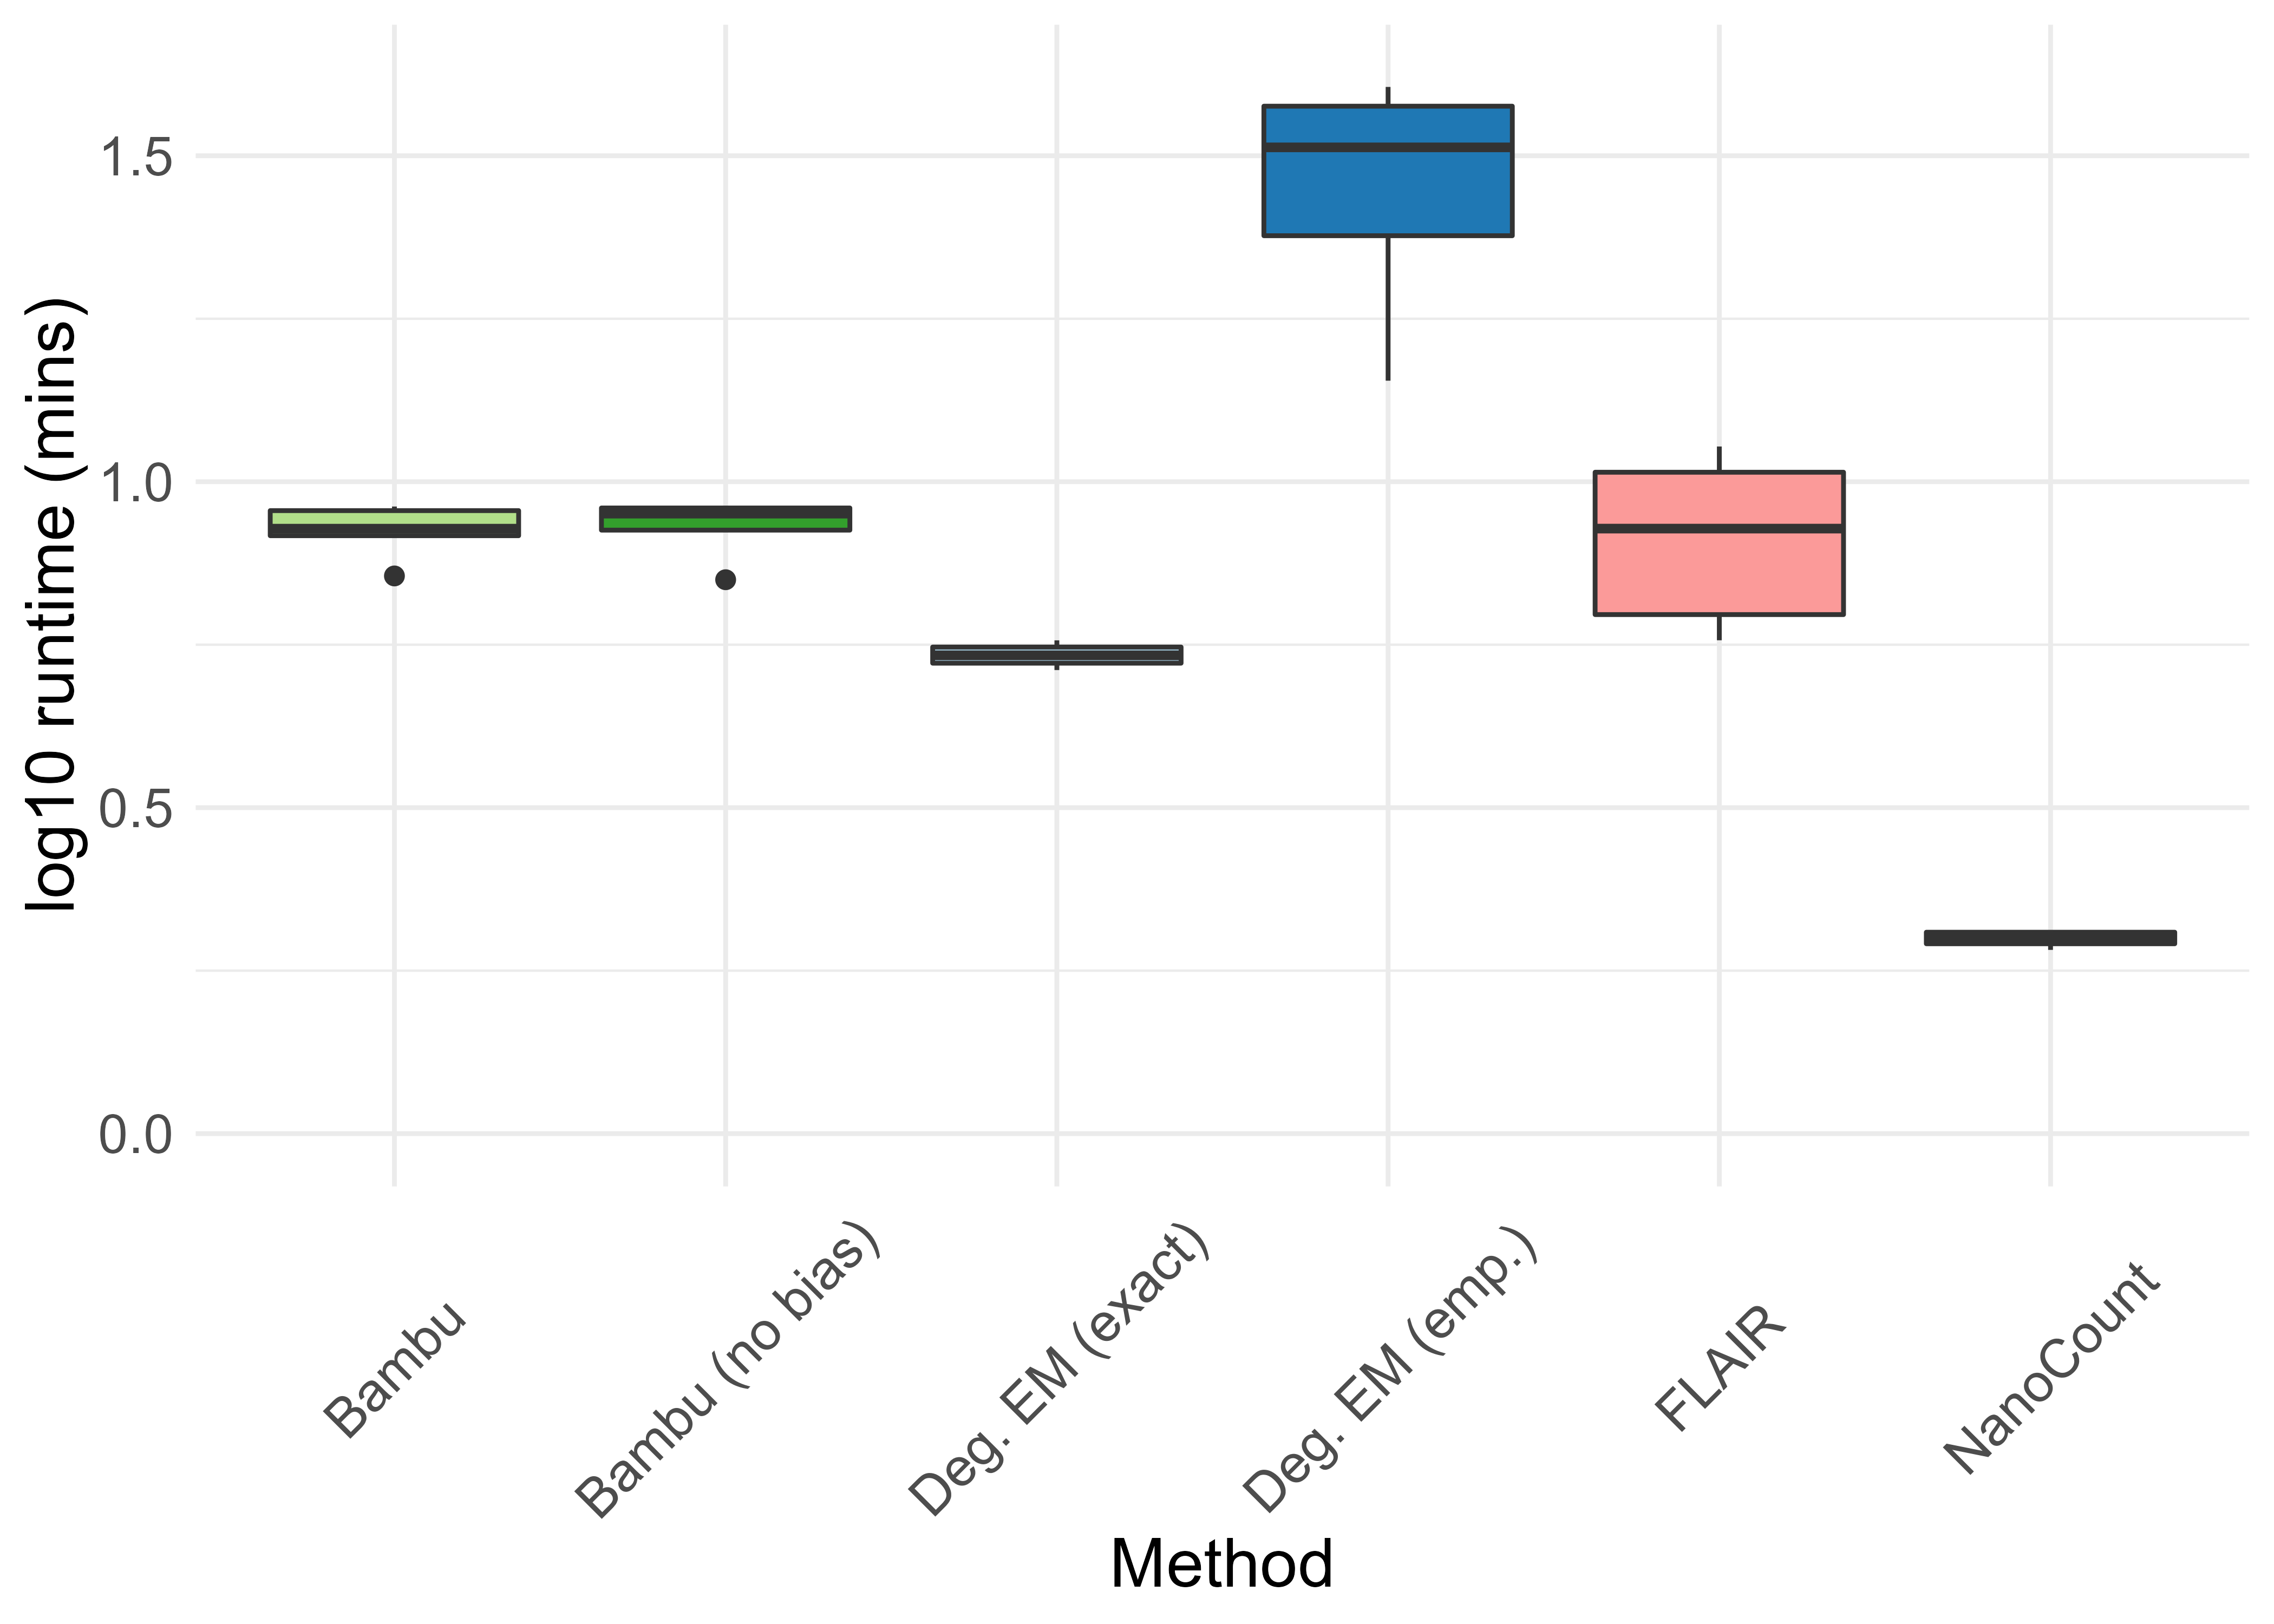 log10 runtime (mins)
1.5
1.0
0.5
0.0
Bambu
Bambu (no bias)
Deg. EM (exact)
Deg. EM (emp.)
FLAIR
NanoCount
Method